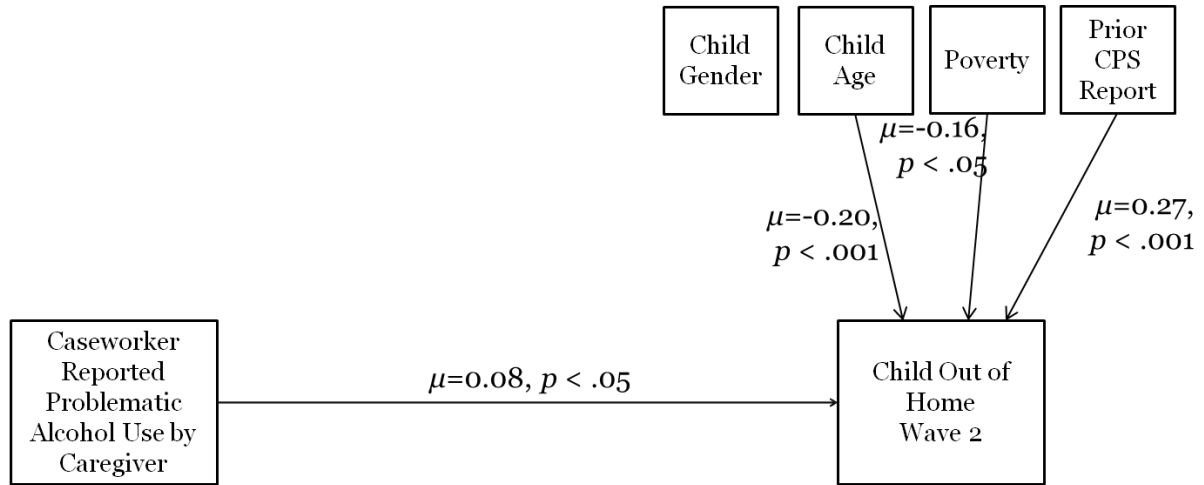 Child
Gender
Child
Age
Poverty
Prior
CPS
Report
μ=-0.16,
p < .05
μ=-0.20,
p < .001
μ=0.27,
p < .001
Caseworker
Reported
Problematic
Alcohol Use by
Caregiver
μ=0.08, p < .05
Child Out of
Home
Wave 2